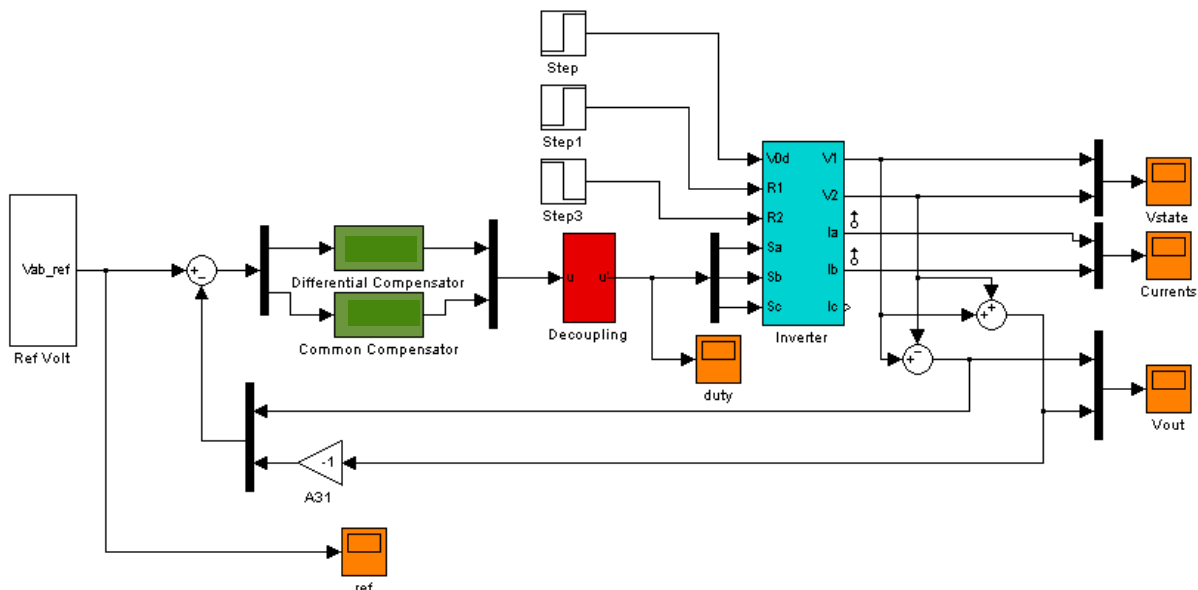 Step
Step1
Step3
Vab_ref
Ref Volt
Differential Compensator
Common Compensator
u u'
Decoupling
duty
V0d V1
R1 V2
R2
Ia
Sa
Sb Ib
Sc Ic
Inverter
Vstate
Currents
Vout
-1
A31
ref
+
−
+
+
+
−